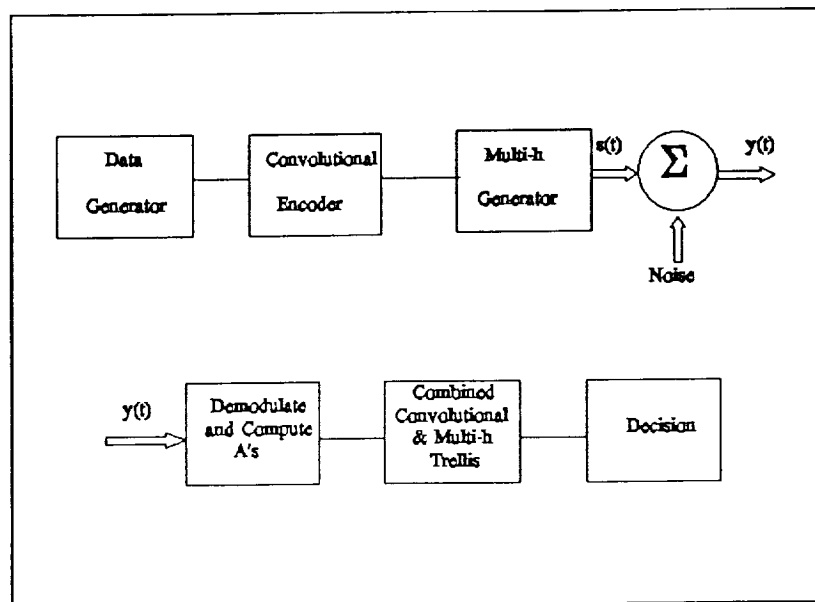 Data
Generator
Convolutional
Encoder
Multi-h
Generator
s(t)
Σ
y(t)
Noise
y(t)
Demodulate
and Compute
A's
Combined
Convolutional
& Multi-h
Trellis
Decision